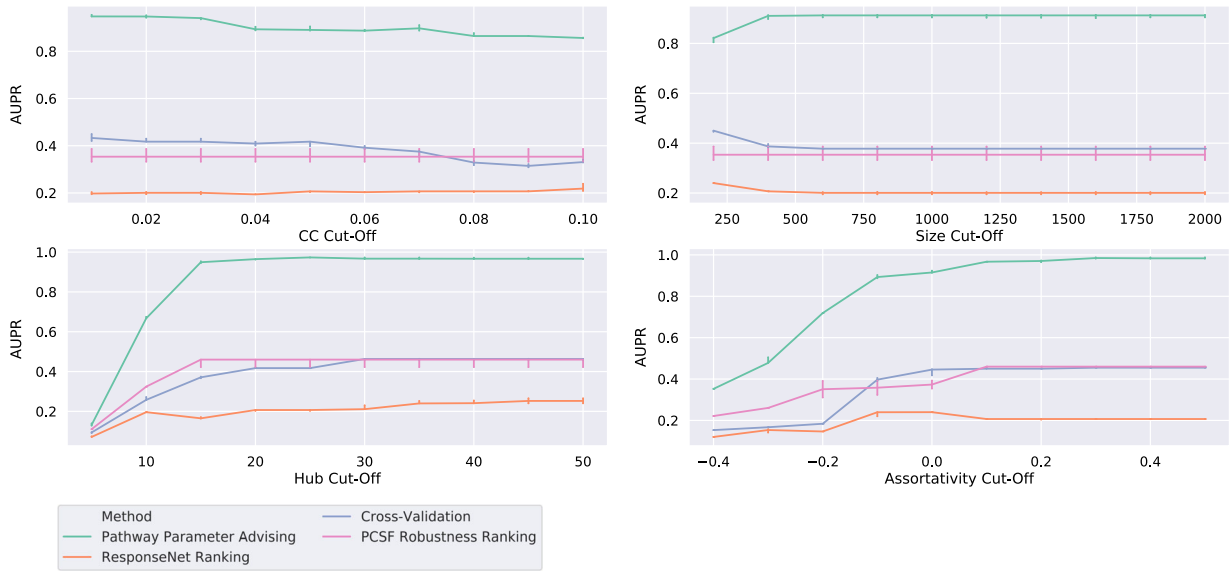 AUPR
0.8
0.6
0.4
0.2
0.02 0.04 0.06 0.08 0.10
CC Cut-Off
AUPR
0.8
0.6
0.4
0.2
250 500 750 1000 1250 1500 1750 2000
Size Cut-Off
AUPR
1.0
0.8
0.6
0.4
0.2
10 20 30 40 50
Hub Cut-Off
AUPR
1.0
0.8
0.6
0.4
0.2
−0.4 −0.2 0.0 0.2 0.4
Assortativity Cut-Off
Method
Pathway Parameter Advising
ResponseNet Ranking
Cross-Validation
PCSF Robustness Ranking